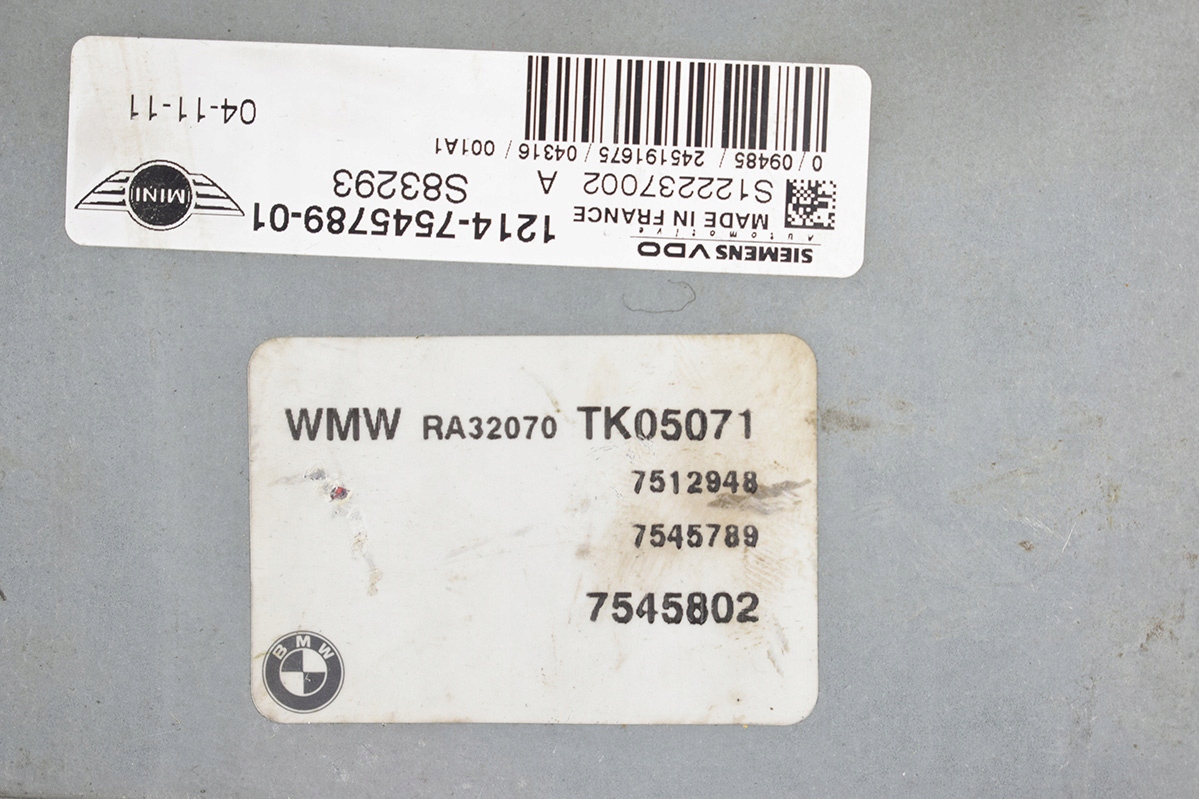 SIEMENS VDO
Automotive
MADE IN FRANCE 1214-7545789-01
S122237002 A S83293
MINI
0 / 09485 / 245191675 / 04316 / 001A1
04-11-11
WMW RA32070 TK05071
7512948
7545789
7545802
BMW